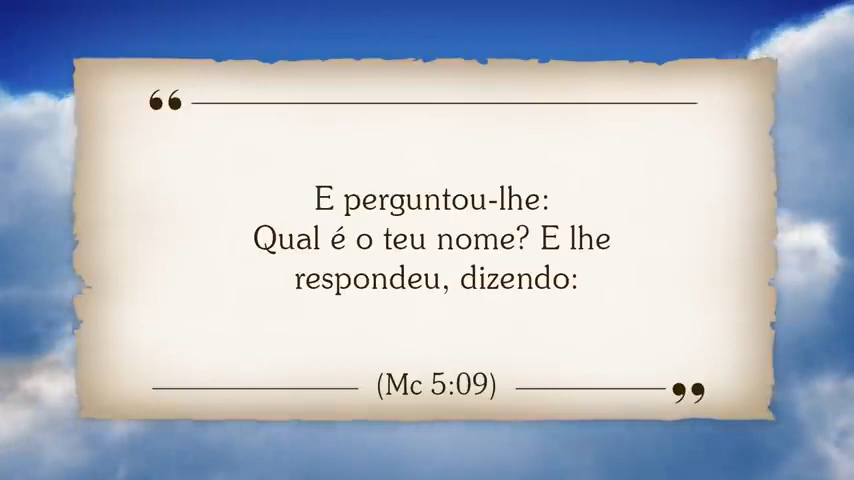 “
E perguntou-lhe:
Qual é o teu nome? E lhe
respondeu, dizendo:
(Mc 5:09)
”